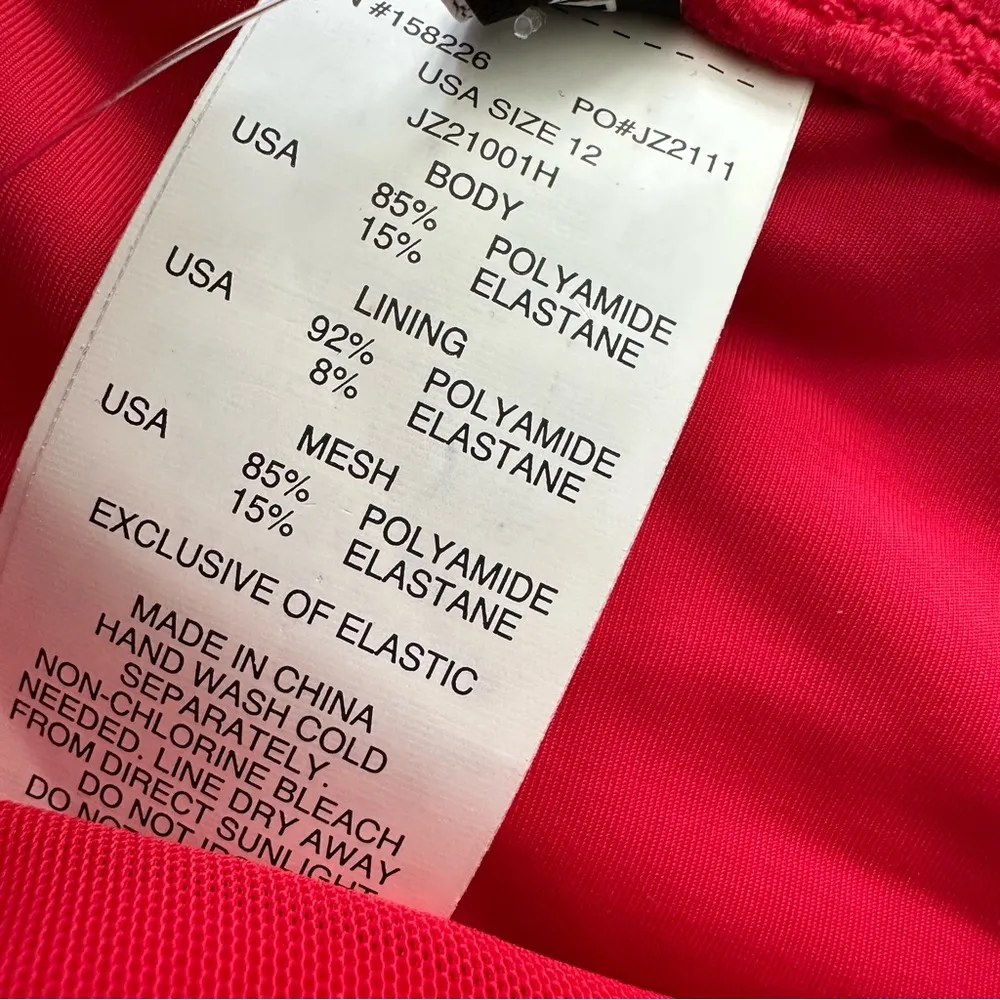 #158226
PO#JZ2111
USA SIZE 12
JZ21001H
USA BODY
85% POLYAMIDE
15% ELASTANE
USA LINING
92% POLYAMIDE
8% ELASTANE
USA MESH
85% POLYAMIDE
15% ELASTANE
EXCLUSIVE OF ELASTIC
MADE IN CHINA
HAND WASH COLD
SEPARATELY.
NON-CHLORINE BLEACH
NEEDED. LINE DRY AWAY
FROM DIRECT SUNLIGHT
DO NOT
DO NOT